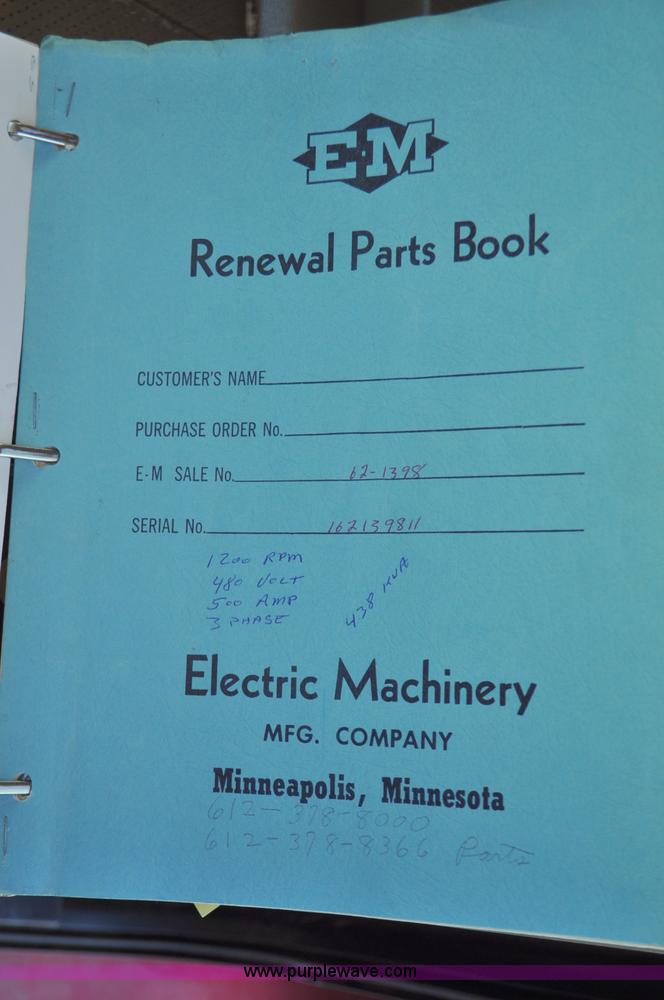 E-M
Renewal Parts Book
CUSTOMER'S NAME
PURCHASE ORDER No.
E-M SALE No. 62-1398
SERIAL No. 162139811
1200 RPM
480 VOLT
500 AMP
3 PHASE
438 KVA
Electric Machinery
MFG. COMPANY
Minneapolis, Minnesota
612-378-8000
612-378-8366 Parts
www.purplewave.com